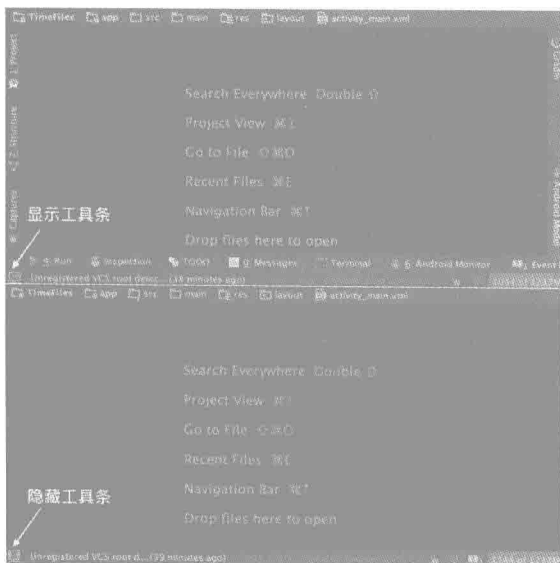 TimeFiles app src main res layout activity_main.xml
1: Project
Gradle
Search Everywhere Double ⇧
Project View ⌘1
Z: Structure
Go to File ⇧⌘O
Recent Files ⌘E
Captures
Navigation Bar ⌘↑
显示工具条
Drop files here to open
4: Run Inspection TODO 0: Messages Terminal 6: Android Monitor Event
Unregistered VCS root detec... (38 minutes ago)
TimeFiles app src main res layout activity_main.xml
Search Everywhere Double ⇧
Project View ⌘1
Go to File ⇧⌘O
Recent Files ⌘E
Navigation Bar ⌘↑
隐藏工具条
Drop files here to open
Unregistered VCS root d... (39 minutes ago)